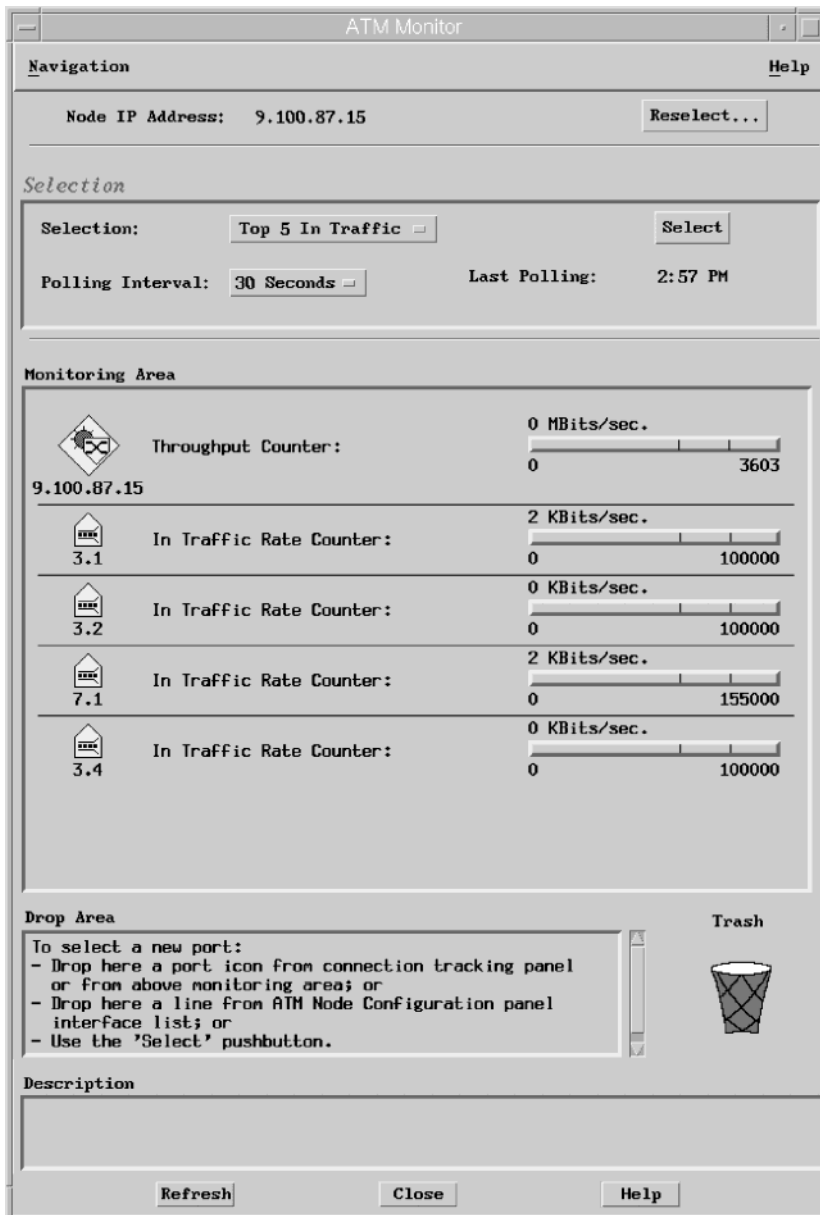 ATM Monitor
Navigation Help
Node IP Address: 9.100.87.15 Reselect...
Selection
Selection: Top 5 In Traffic Select
Polling Interval: 30 Seconds Last Polling: 2:57 PM
Monitoring Area
0 MBits/sec.
Throughput Counter:
0 3603
9.100.87.15
2 KBits/sec.
In Traffic Rate Counter:
3.1 0 100000
0 KBits/sec.
In Traffic Rate Counter:
3.2 0 100000
2 KBits/sec.
In Traffic Rate Counter:
7.1 0 155000
0 KBits/sec.
In Traffic Rate Counter:
3.4 0 100000
Drop Area Trash
To select a new port:
- Drop here a port icon from connection tracking panel
or from above monitoring area; or
- Drop here a line from ATM Node Configuration panel
interface list; or
- Use the 'Select' pushbutton.
Description
Refresh Close Help